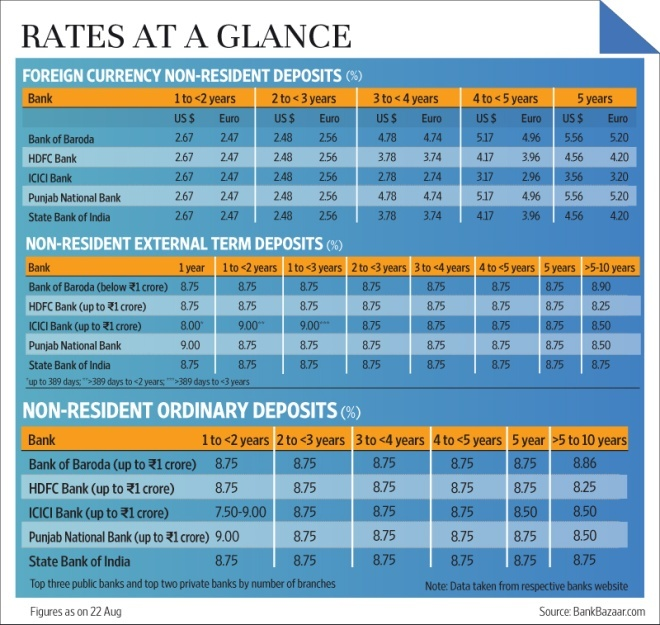 RATES AT A GLANCE
FOREIGN CURRENCY NON-RESIDENT DEPOSITS (%)
Bank 1 to <2 years 2 to < 3 years 3 to < 4 years 4 to < 5 years 5 years
US $ Euro US $ Euro US $ Euro US $ Euro US $ Euro
Bank of Baroda 2.67 2.47 2.48 2.56 4.78 4.74 5.17 4.96 5.56 5.20
HDFC Bank 2.67 2.47 2.48 2.56 3.78 3.74 4.17 3.96 4.56 4.20
ICICI Bank 2.67 2.47 2.48 2.56 2.78 2.74 3.17 2.96 3.56 3.20
Punjab National Bank 2.67 2.47 2.48 2.56 4.78 4.74 5.17 4.96 5.56 5.20
State Bank of India 2.67 2.47 2.48 2.56 3.78 3.74 4.17 3.96 4.56 4.20
NON-RESIDENT EXTERNAL TERM DEPOSITS (%)
Bank 1 year 1 to <2 years 1 to <3 years 2 to <3 years 3 to <4 years 4 to <5 years 5 years >5-10 years
Bank of Baroda (below ₹1 crore) 8.75 8.75 8.75 8.75 8.75 8.75 8.75 8.90
HDFC Bank (up to ₹1 crore) 8.75 8.75 8.75 8.75 8.75 8.75 8.75 8.25
ICICI Bank (up to ₹1 crore) 8.00* 9.00** 9.00*** 8.75 8.75 8.75 8.75 8.50
Punjab National Bank 9.00 8.75 8.75 8.75 8.75 8.75 8.75 8.50
State Bank of India 8.75 8.75 8.75 8.75 8.75 8.75 8.75 8.75
*up to 389 days; **>389 days to <2 years; ***>389 days to <3 years
NON-RESIDENT ORDINARY DEPOSITS (%)
Bank 1 to <2 years 2 to <3 years 3 to <4 years 4 to <5 years 5 year >5 to 10 years
Bank of Baroda (up to ₹1 crore) 8.75 8.75 8.75 8.75 8.75 8.86
HDFC Bank (up to ₹1 crore) 8.75 8.75 8.75 8.75 8.75 8.25
ICICI Bank (up to ₹1 crore) 7.50-9.00 8.75 8.75 8.75 8.50 8.50
Punjab National Bank (up to ₹1 crore) 9.00 8.75 8.75 8.75 8.75 8.50
State Bank of India 8.75 8.75 8.75 8.75 8.75 8.75
Top three public banks and top two private banks by number of branches Note: Data taken from respective banks website
Figures as on 22 Aug Source: BankBazaar.com